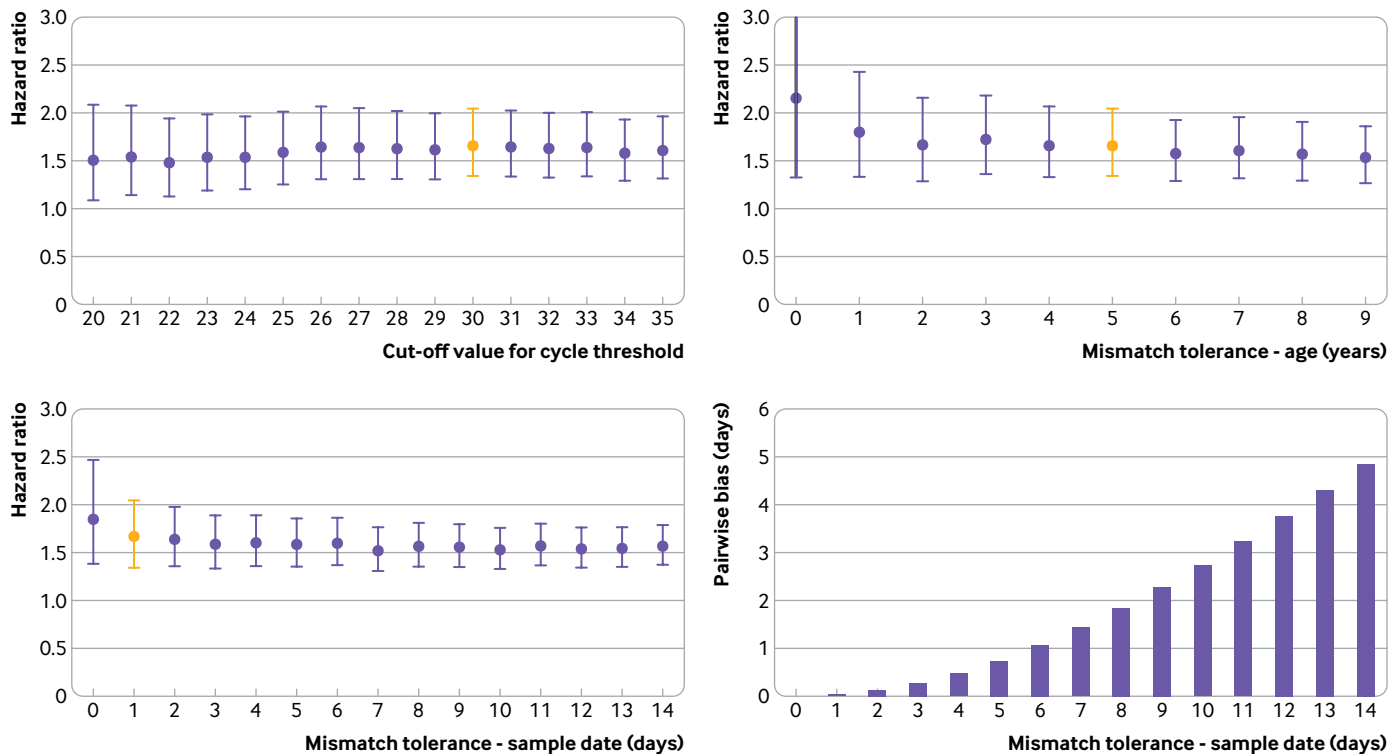 Hazard ratio
3.0
2.5
2.0
1.5
1.0
0.5
0
20 21 22 23 24 25 26 27 28 29 30 31 32 33 34 35
Cut-off value for cycle threshold
Hazard ratio
3.0
2.5
2.0
1.5
1.0
0.5
0
0 1 2 3 4 5 6 7 8 9
Mismatch tolerance - age (years)
Hazard ratio
3.0
2.5
2.0
1.5
1.0
0.5
0
0 1 2 3 4 5 6 7 8 9 10 11 12 13 14
Mismatch tolerance - sample date (days)
Pairwise bias (days)
6
5
4
3
2
1
0
0 1 2 3 4 5 6 7 8 9 10 11 12 13 14
Mismatch tolerance - sample date (days)